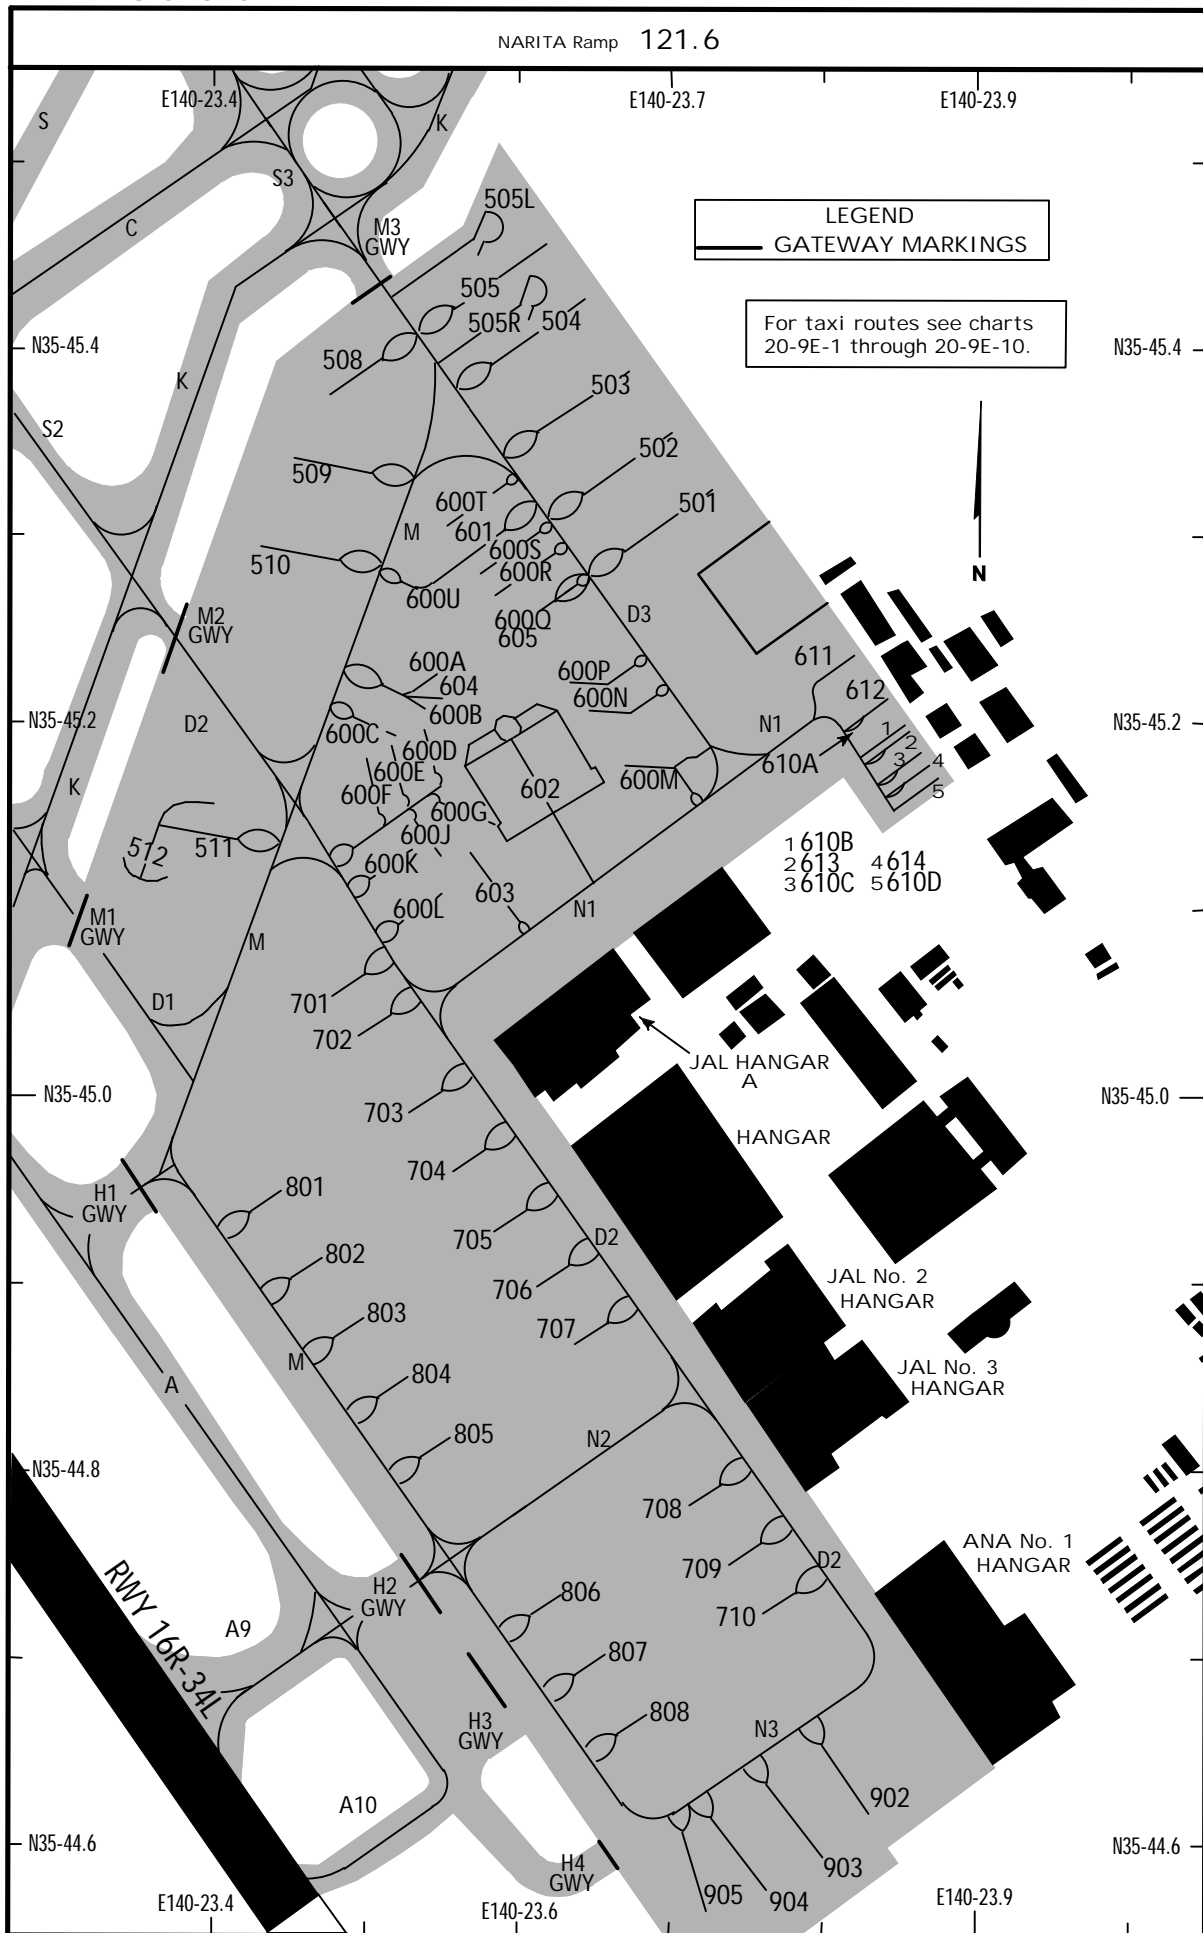 NARITA Ramp 121.6
E140-23.4
E140-23.7
E140-23.9
S
K
S3
C
M3
GWY
505L
LEGEND
GATEWAY MARKINGS
505
505R
504
508
For taxi routes see charts
20-9E-1 through 20-9E-10.
N35-45.4
N35-45.4
K
503
S2
502
509
600T
501
M
601
600S
510
600R
600U
N
M2
GWY
600Q
605
D3
611
600A
600P
604
600N
612
600B
N35-45.2
D2
600C
N1
N35-45.2
600D
1
2
610A
600E
3
4
K
600M
600F
602
5
600G
600J
512
511
1 610B
2 613
4 614
600K
3 610C
5 610D
603
600L
N1
M1
GWY
M
701
D1
702
JAL HANGAR
A
N35-45.0
N35-45.0
703
HANGAR
704
801
H1
GWY
705
D2
802
706
JAL No. 2
HANGAR
803
707
M
JAL No. 3
HANGAR
804
A
805
N2
N35-44.8
708
ANA No. 1
HANGAR
709
D2
RWY 16R-34L
H2
GWY
806
710
A9
807
808
H3
GWY
N3
A10
902
N35-44.6
N35-44.6
903
H4
GWY
905
904
E140-23.4
E140-23.6
E140-23.9